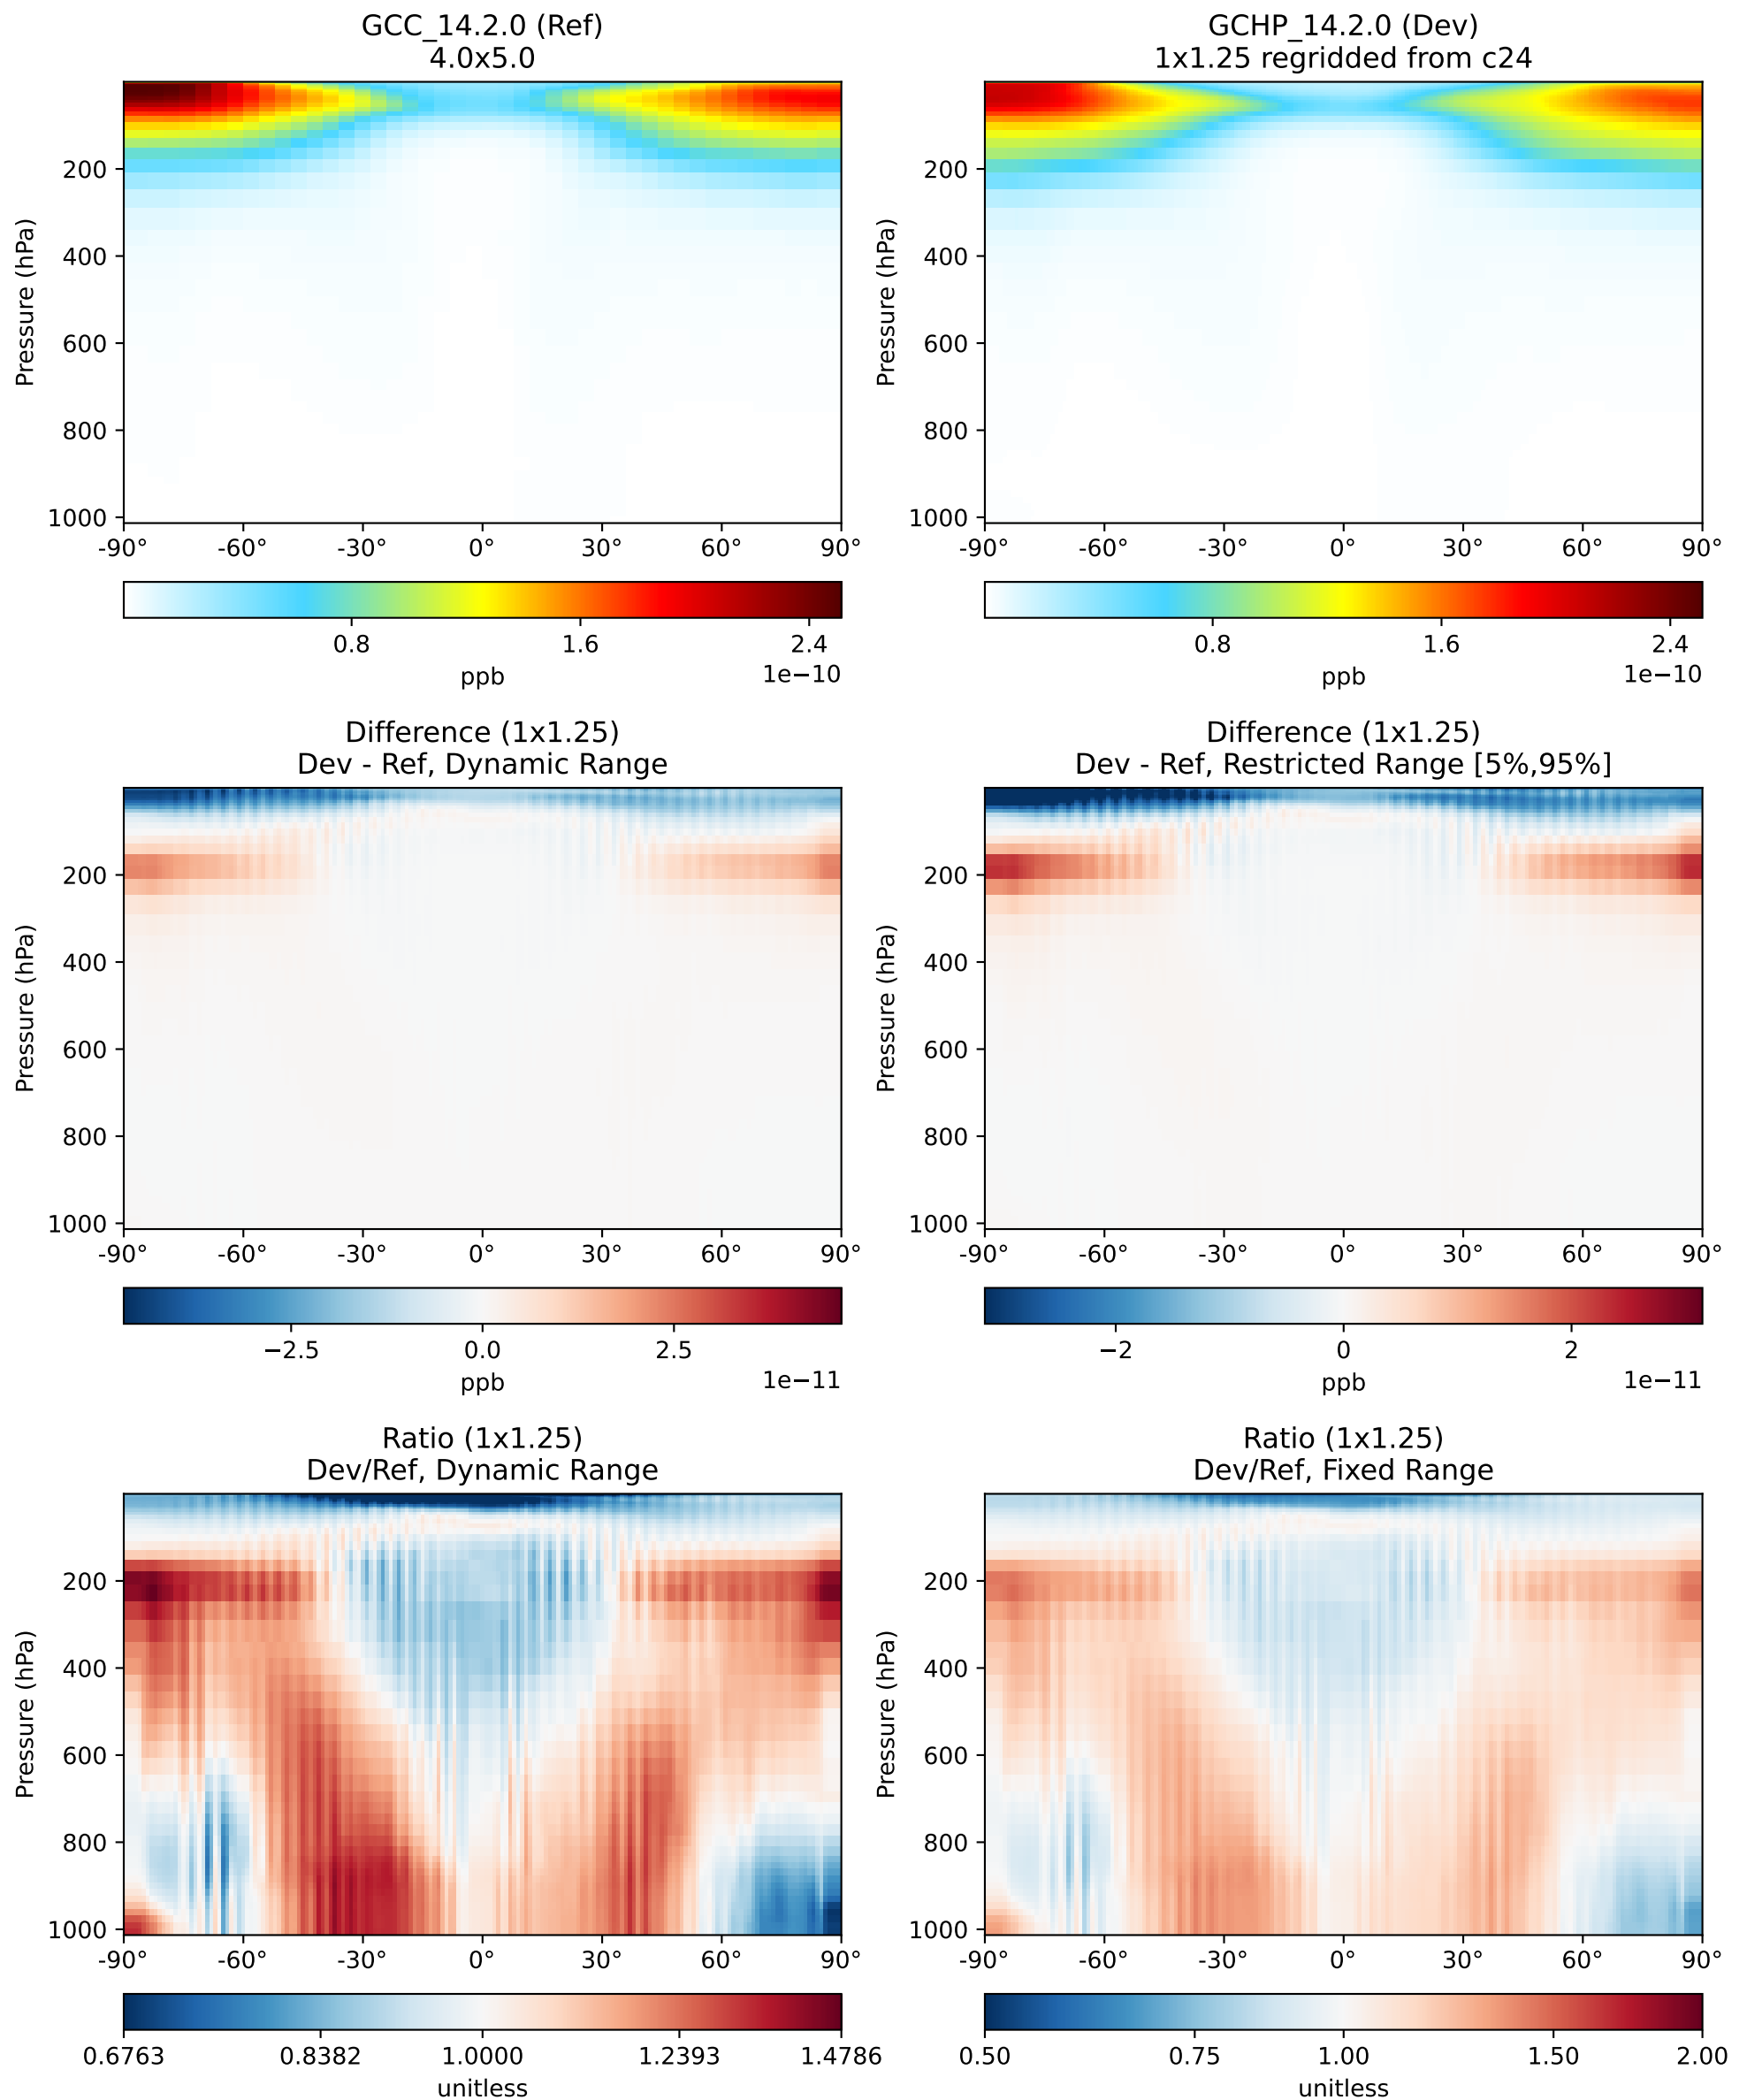 GCC_14.2.0 (Ref)
4.0x5.0
Pressure (hPa)
200
400
600
800
1000
-90° -60° -30° 0° 30° 60° 90°
0.8 1.6 2.4
ppb
1e−10
GCHP_14.2.0 (Dev)
1x1.25 regridded from c24
Pressure (hPa)
200
400
600
800
1000
-90° -60° -30° 0° 30° 60° 90°
0.8 1.6 2.4
ppb
1e−10
Difference (1x1.25)
Dev - Ref, Dynamic Range
Pressure (hPa)
200
400
600
800
1000
-90° -60° -30° 0° 30° 60° 90°
−2.5 0.0 2.5
ppb
1e−11
Difference (1x1.25)
Dev - Ref, Restricted Range [5%,95%]
Pressure (hPa)
200
400
600
800
1000
-90° -60° -30° 0° 30° 60° 90°
−2 0 2
ppb
1e−11
Ratio (1x1.25)
Dev/Ref, Dynamic Range
Pressure (hPa)
200
400
600
800
1000
-90° -60° -30° 0° 30° 60° 90°
0.6763 0.8382 1.0000 1.2393 1.4786
unitless
Ratio (1x1.25)
Dev/Ref, Fixed Range
Pressure (hPa)
200
400
600
800
1000
-90° -60° -30° 0° 30° 60° 90°
0.50 0.75 1.00 1.50 2.00
unitless